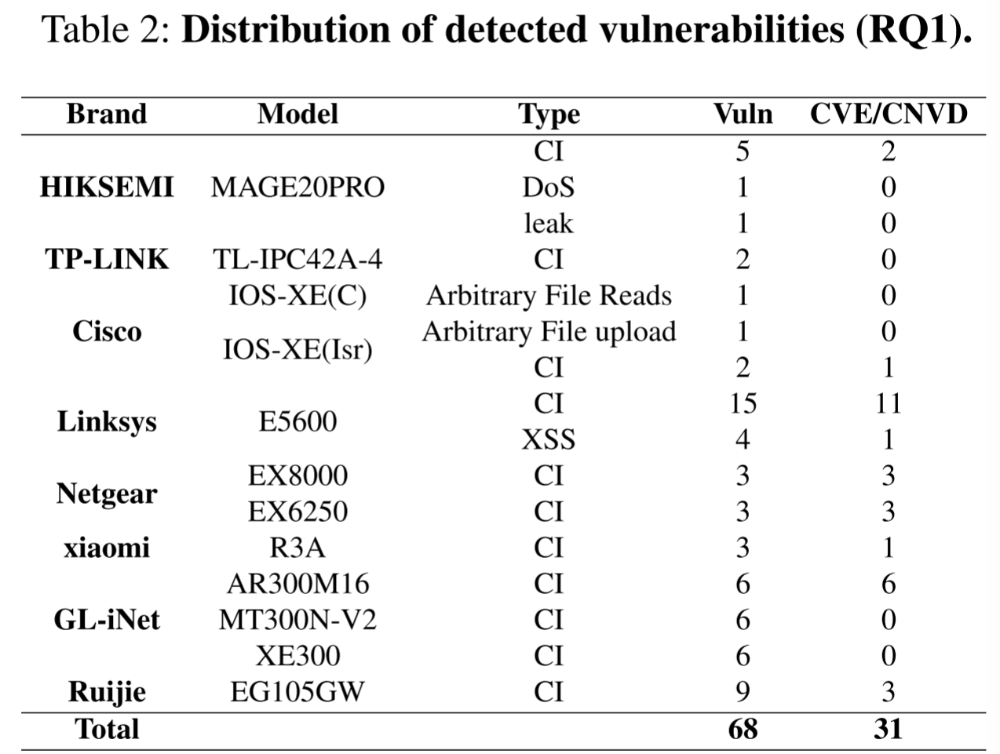 Table 2: Distribution of detected vulnerabilities (RQ1).
Brand Model Type Vuln CVE/CNVD
CI 5 2
HIKSEMI MAGE20PRO DoS 1 0
leak 1 0
TP-LINK TL-IPC42A-4 CI 2 0
IOS-XE(C) Arbitrary File Reads 1 0
Cisco Arbitrary File upload 1 0
IOS-XE(Isr)
CI 2 1
CI 15 11
Linksys E5600
XSS 4 1
EX8000 CI 3 3
Netgear
EX6250 CI 3 3
xiaomi R3A CI 3 1
AR300M16 CI 6 6
GL-iNet MT300N-V2 CI 6 0
XE300 CI 6 0
Ruijie EG105GW CI 9 3
Total 68 31